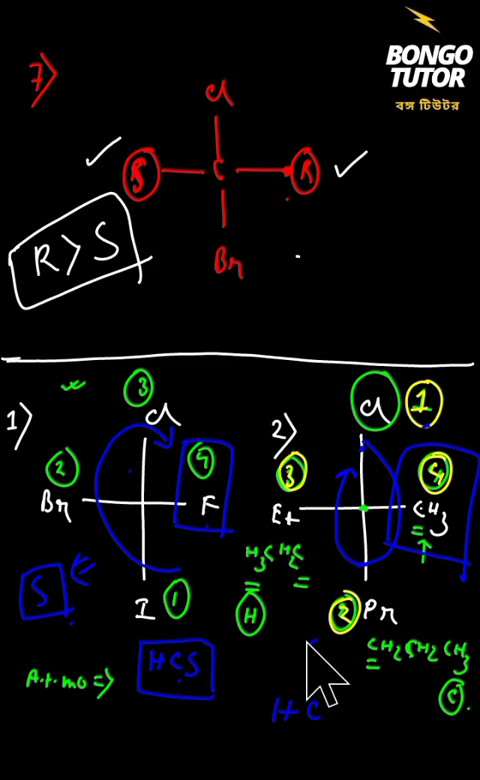 BONGO
TUTOR
বঙ্গ টিউটর
7)
Cl
S C R
Br
R > S
1)
3
Cl
2
4
Br F
S
I 1
At. no =>
HCS
2)
Cl 1
3
4
Et CH3
H3C H2C
H
2 Pr
CH2CH2CH3
C
H C